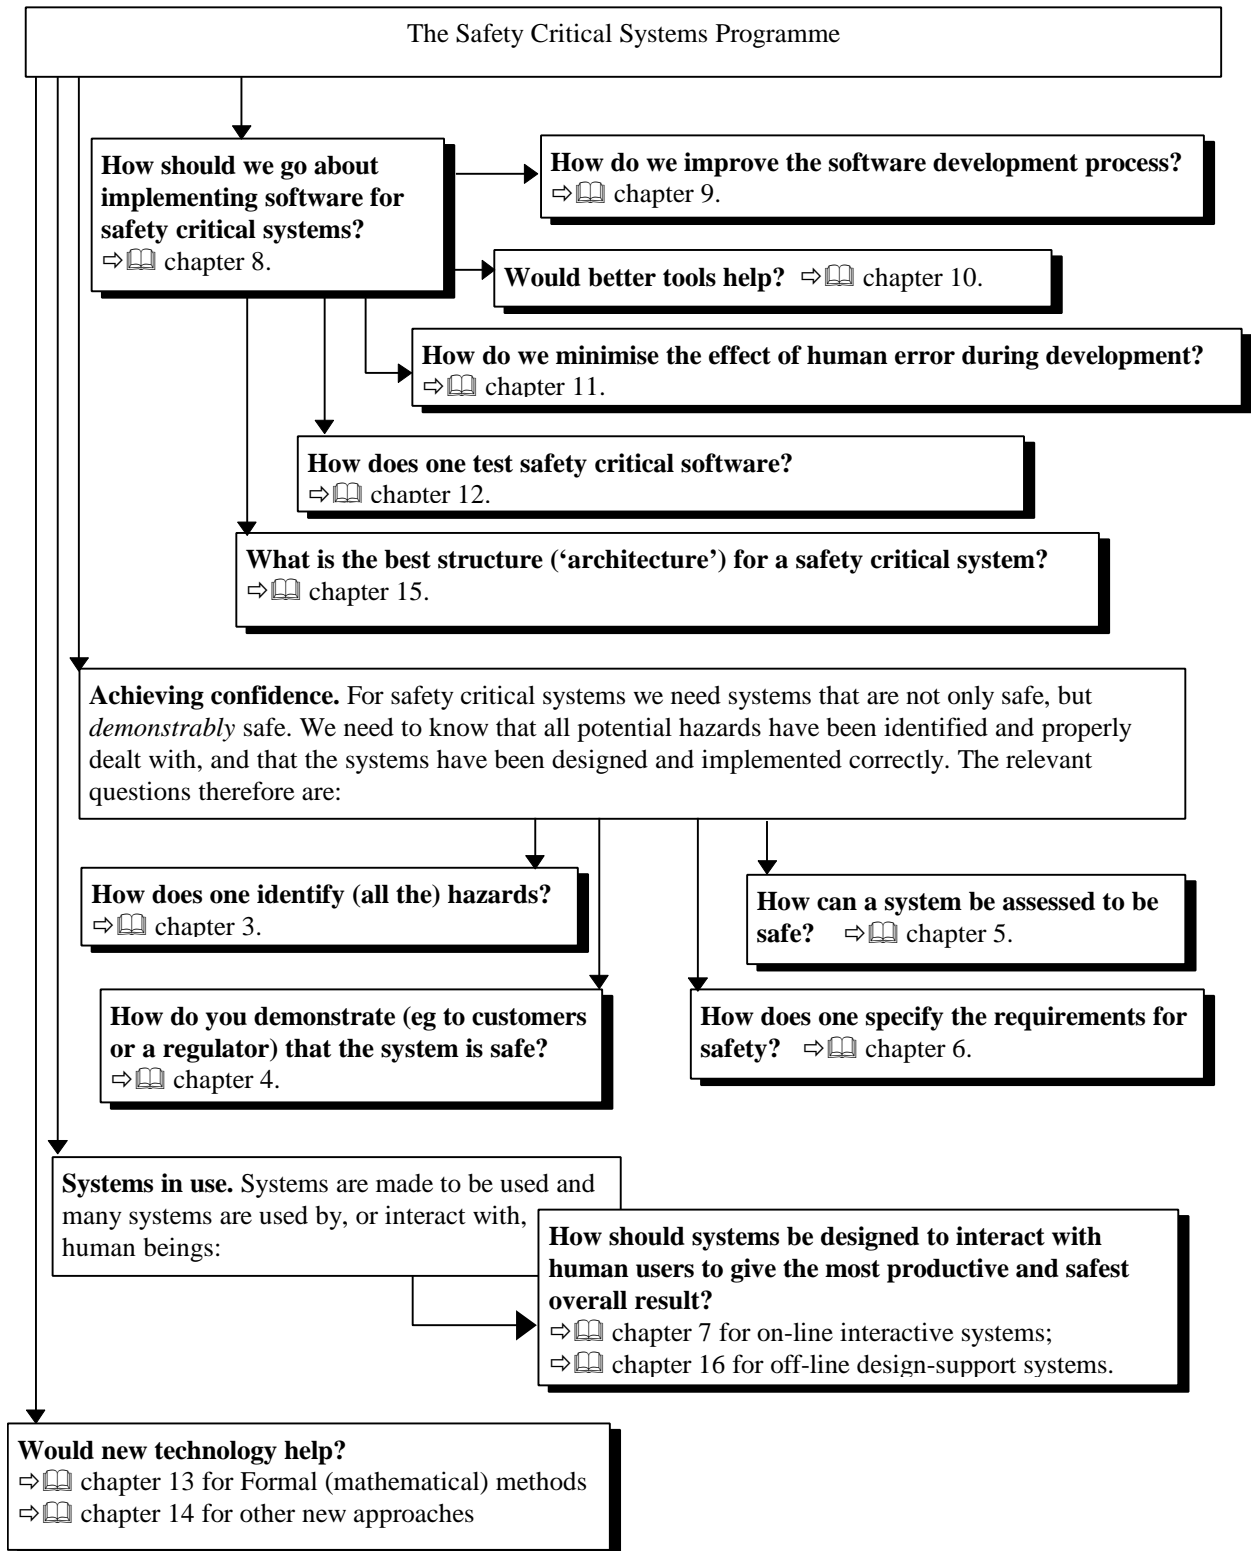 The Safety Critical Systems Programme
How should we go about
implementing software for
safety critical systems?
⇨🕮 chapter 8.
How do we improve the software development process?
⇨🕮 chapter 9.
Would better tools help? ⇨🕮 chapter 10.
How do we minimise the effect of human error during development?
⇨🕮 chapter 11.
How does one test safety critical software?
⇨🕮 chapter 12.
What is the best structure (‘architecture’) for a safety critical system?
⇨🕮 chapter 15.
Achieving confidence. For safety critical systems we need systems that are not only safe, but
demonstrably safe. We need to know that all potential hazards have been identified and properly
dealt with, and that the systems have been designed and implemented correctly. The relevant
questions therefore are:
How does one identify (all the) hazards?
⇨🕮 chapter 3.
How can a system be assessed to be
safe? ⇨🕮 chapter 5.
How do you demonstrate (eg to customers
or a regulator) that the system is safe?
⇨🕮 chapter 4.
How does one specify the requirements for
safety? ⇨🕮 chapter 6.
Systems in use. Systems are made to be used and
many systems are used by, or interact with,
human beings:
How should systems be designed to interact with
human users to give the most productive and safest
overall result?
⇨🕮 chapter 7 for on-line interactive systems;
⇨🕮 chapter 16 for off-line design-support systems.
Would new technology help?
⇨🕮 chapter 13 for Formal (mathematical) methods
⇨🕮 chapter 14 for other new approaches